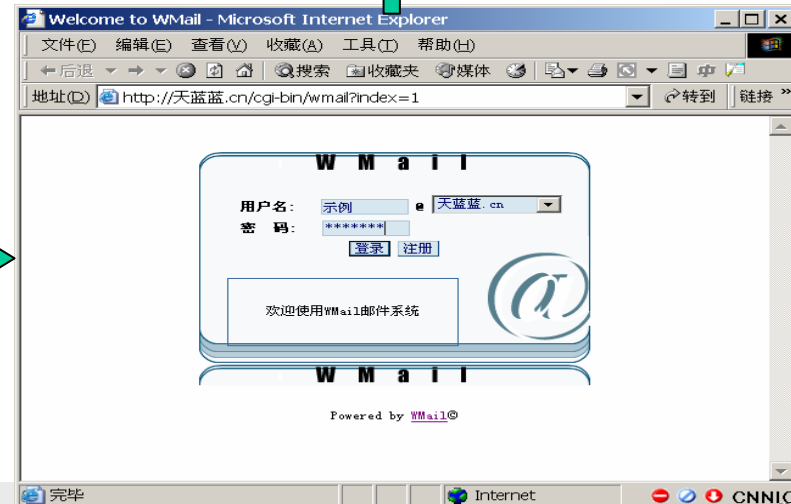 Welcome to WMail - Microsoft Internet Explorer
文件(F) 编辑(E) 查看(V) 收藏(A) 工具(T) 帮助(H)
后退 搜索 收藏夹 媒体
地址(D) http://天蓝蓝.cn/cgi-bin/wmail?index=1 转到 链接 »
W M a i l
用户名: 示例 @ 天蓝蓝.cn
密 码: *******
登录 注册
欢迎使用WMail邮件系统
@
W M a i l
Powered by WMail©
完毕 Internet CNNIC